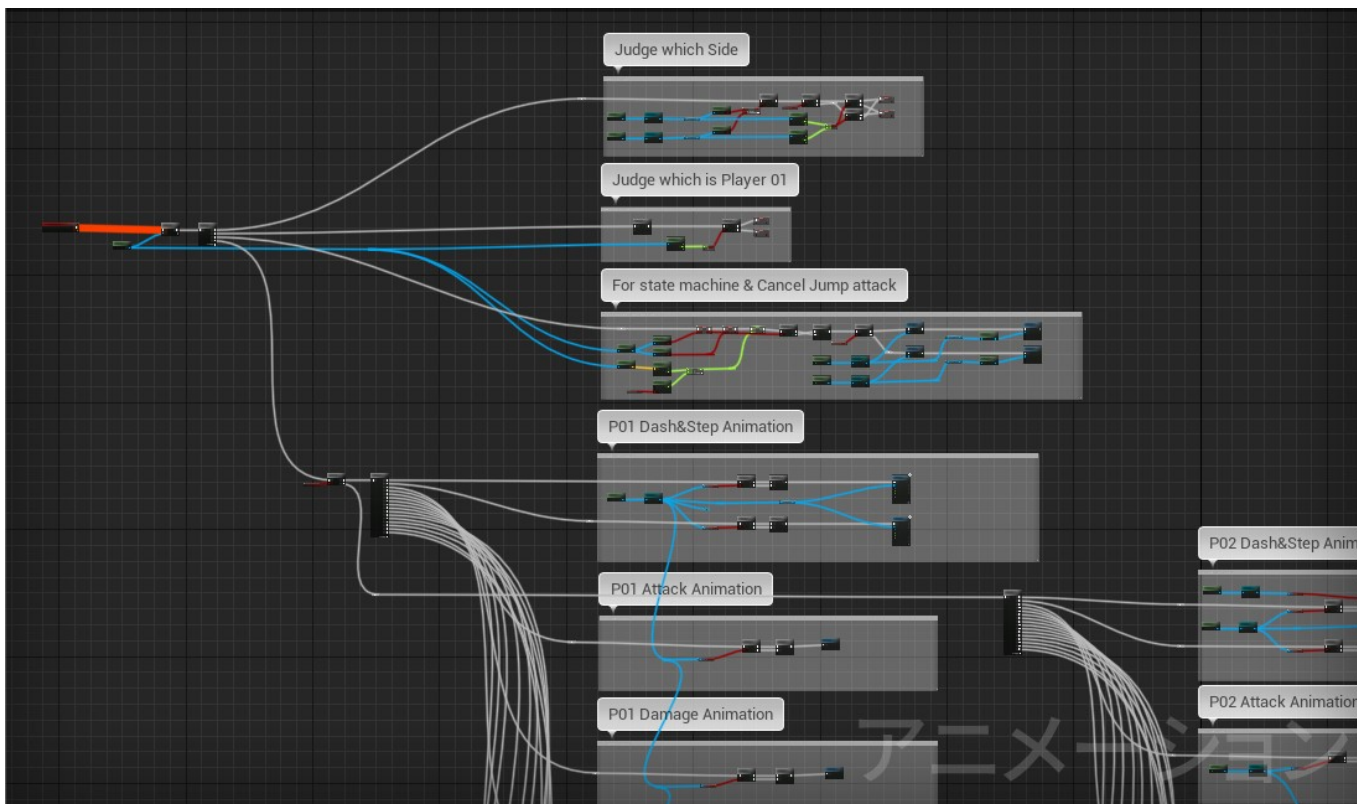 Judge which Side
Judge which is Player 01
For state machine & Cancel Jump attack
P01 Dash&Step Animation
P02 Dash&Step Anim
P01 Attack Animation
P02 Attack Animation
P01 Damage Animation
アニメーション